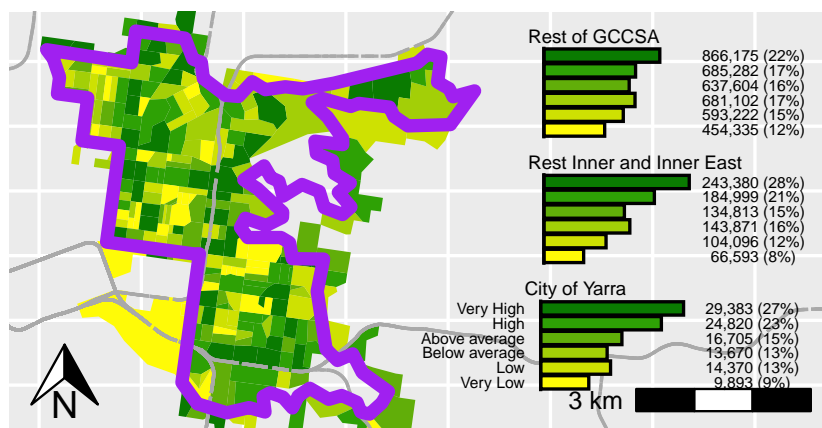 Rest of GCCSA
866,175 (22%)
685,282 (17%)
637,604 (16%)
681,102 (17%)
593,222 (15%)
454,335 (12%)
Rest Inner and Inner East
243,380 (28%)
184,999 (21%)
134,813 (15%)
143,871 (16%)
104,096 (12%)
66,593 (8%)
City of Yarra
Very High 29,383 (27%)
High 24,820 (23%)
Above average 16,705 (15%)
Below average 13,670 (13%)
Low 14,370 (13%)
Very Low 9,893 (9%)
3 km
N